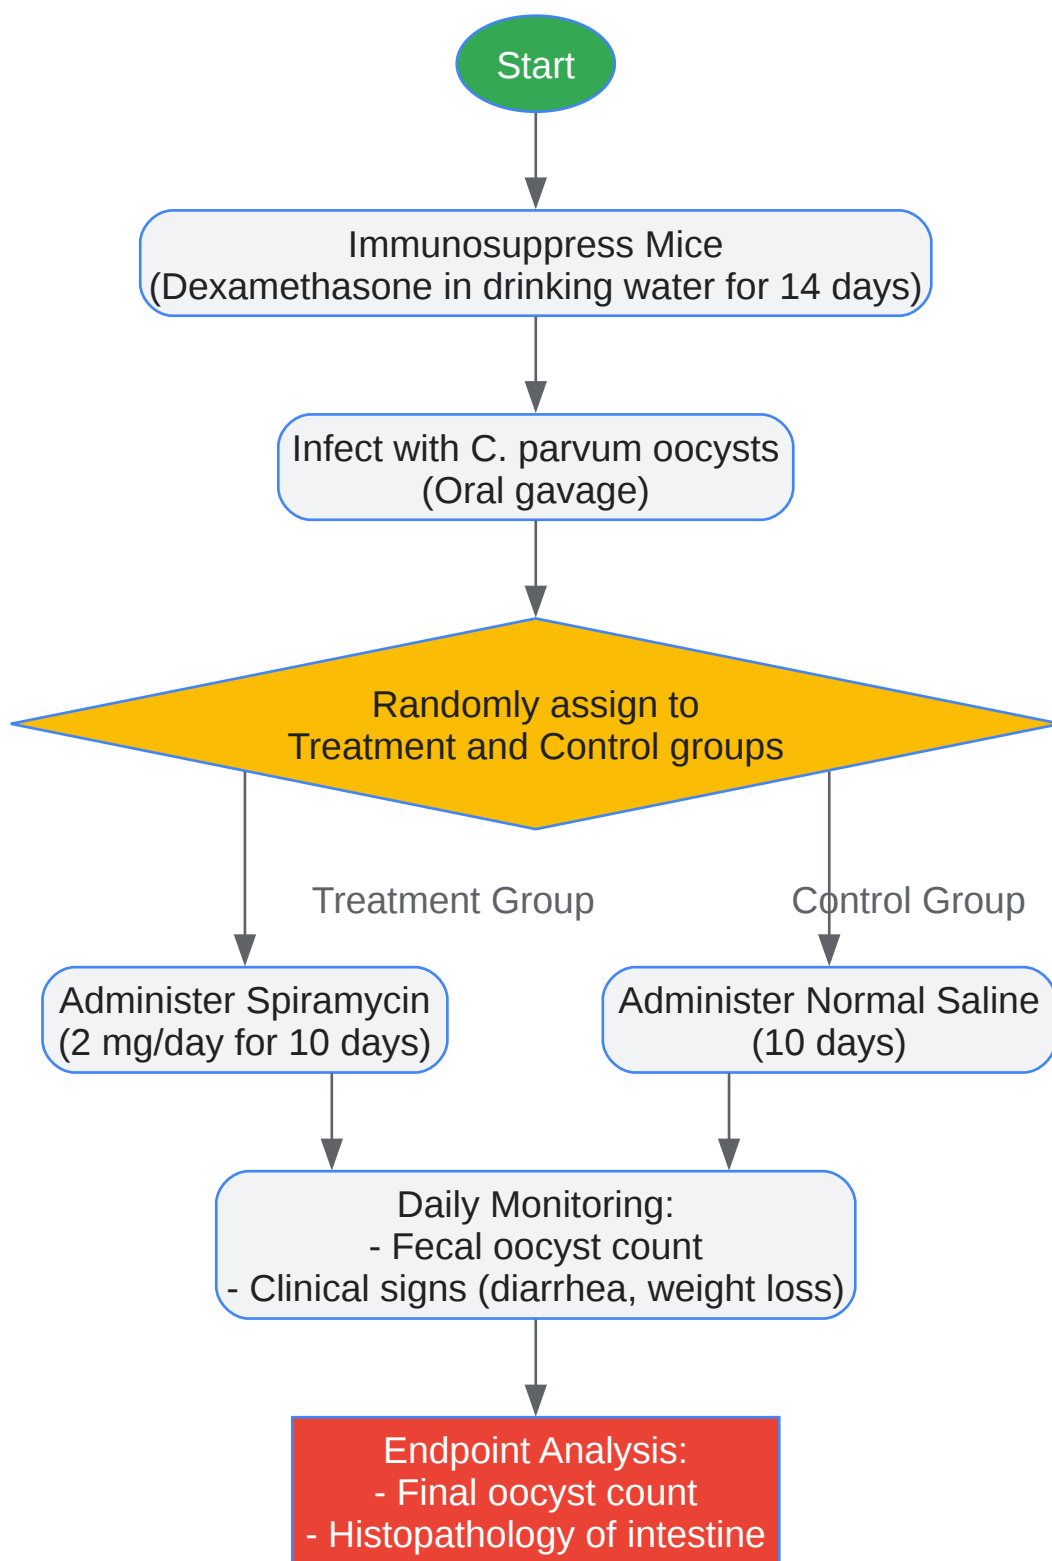 Start
Immunosuppress Mice
(Dexamethasone in drinking water for 14 days)
Infect with C. parvum oocysts
(Oral gavage)
Randomly assign to
Treatment and Control groups
Treatment Group
Control Group
Administer Spiramycin
(2 mg/day for 10 days)
Administer Normal Saline
(10 days)
Daily Monitoring:
- Fecal oocyst count
- Clinical signs (diarrhea, weight loss)
Endpoint Analysis:
- Final oocyst count
- Histopathology of intestine